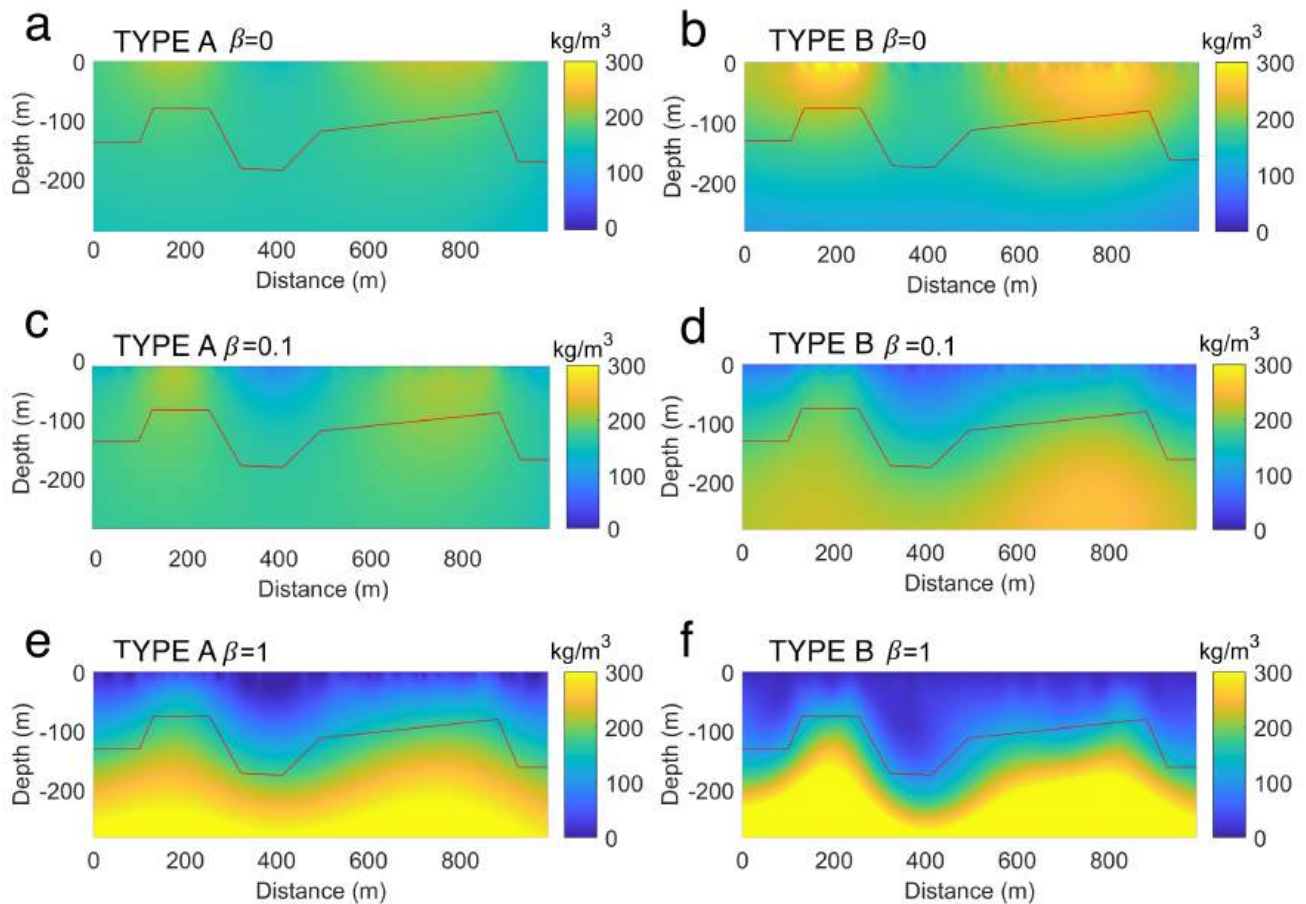 a
TYPE A β=0
kg/m³
0
-100
-200
Depth (m)
300
200
100
0
0 200 400 600 800
Distance (m)
b
TYPE B β=0
kg/m³
0
-100
-200
Depth (m)
300
200
100
0
0 200 400 600 800
Distance (m)
c
TYPE A β=0.1
kg/m³
0
-100
-200
Depth (m)
300
200
100
0
0 200 400 600 800
Distance (m)
d
TYPE B β=0.1
kg/m³
0
-100
-200
Depth (m)
300
200
100
0
0 200 400 600 800
Distance (m)
e
TYPE A β=1
kg/m³
0
-100
-200
Depth (m)
300
200
100
0
0 200 400 600 800
Distance (m)
f
TYPE B β=1
kg/m³
0
-100
-200
Depth (m)
300
200
100
0
0 200 400 600 800
Distance (m)